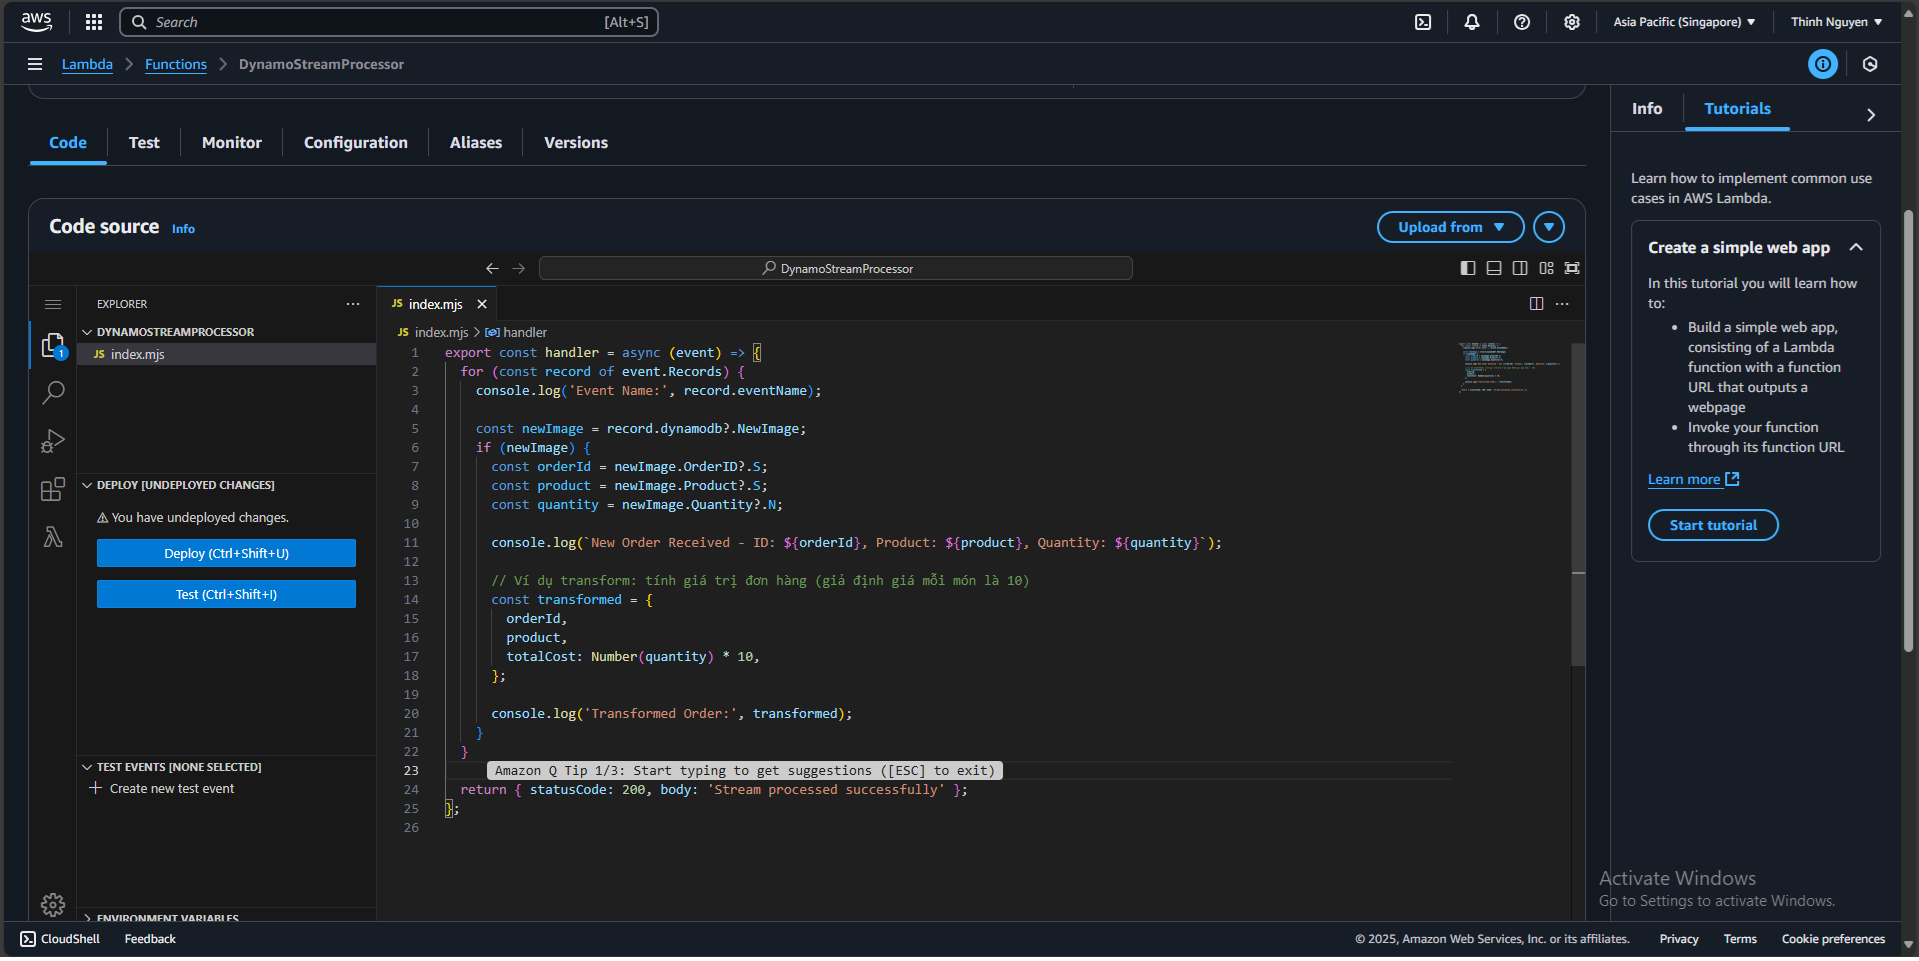 aws
Search
[Alt+S]
Asia Pacific (Singapore)
Thinh Nguyen
Lambda
Functions
DynamoStreamProcessor
Code
Test
Monitor
Configuration
Aliases
Versions
Code source
Info
Upload from
DynamoStreamProcessor
EXPLORER
DYNAMOSTREAMPROCESSOR
JS index.mjs
1
DEPLOY [UNDEPLOYED CHANGES]
You have undeployed changes.
Deploy (Ctrl+Shift+U)
Test (Ctrl+Shift+I)
TEST EVENTS [NONE SELECTED]
Create new test event
ENVIRONMENT VARIABLES
JS index.mjs
JS index.mjs > handler
1 export const handler = async (event) => {
2 for (const record of event.Records) {
3 console.log('Event Name:', record.eventName);
4
5 const newImage = record.dynamodb?.NewImage;
6 if (newImage) {
7 const orderId = newImage.OrderID?.S;
8 const product = newImage.Product?.S;
9 const quantity = newImage.Quantity?.N;
10
11 console.log(`New Order Received - ID: ${orderId}, Product: ${product}, Quantity: ${quantity}`);
12
13 // Ví dụ transform: tính giá trị đơn hàng (giả định giá mỗi món là 10)
14 const transformed = {
15 orderId,
16 product,
17 totalCost: Number(quantity) * 10,
18 };
19
20 console.log('Transformed Order:', transformed);
21 }
22 }
23 Amazon Q Tip 1/3: Start typing to get suggestions ([ESC] to exit)
24 return { statusCode: 200, body: 'Stream processed successfully' };
25 };
26
Info
Tutorials
Learn how to implement common use
cases in AWS Lambda.
Create a simple web app
In this tutorial you will learn how
to:
• Build a simple web app,
consisting of a Lambda
function with a function
URL that outputs a
webpage
• Invoke your function
through its function URL
Learn more
Start tutorial
Activate Windows
Go to Settings to activate Windows.
CloudShell
Feedback
© 2025, Amazon Web Services, Inc. or its affiliates.
Privacy
Terms
Cookie preferences